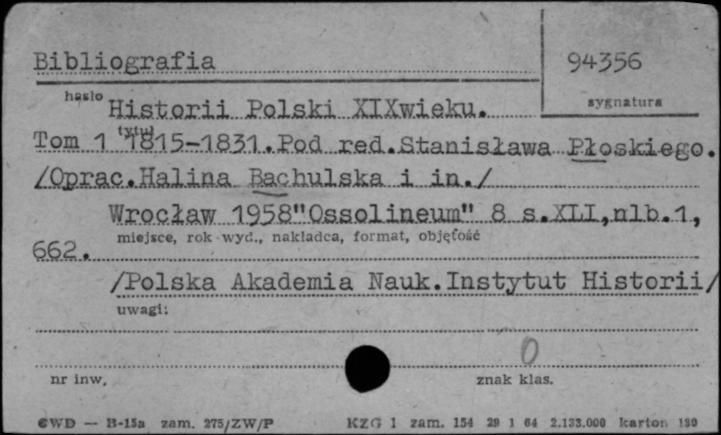 Bibliografia 94356
hasło sygnatura
Historii Polski XIXwieku.
tytuł
Tom 1 1815-1831.Pod red.Stanisława Płoskiego.
/Oprac.Halina Bachulska i in./
Wrocław 1958"Ossolineum" 8 s.XLI,nlb.1,
miejsce, rok wyd., nakładca, format, objętość
662.
/Polska Akademia Nauk.Instytut Historii/
uwagi:
0
nr inw. znak klas.
CWD — B-15a zam. 275/ZW/P KZG 1 zam. 154 29 1 64 2.133.000 karton 180